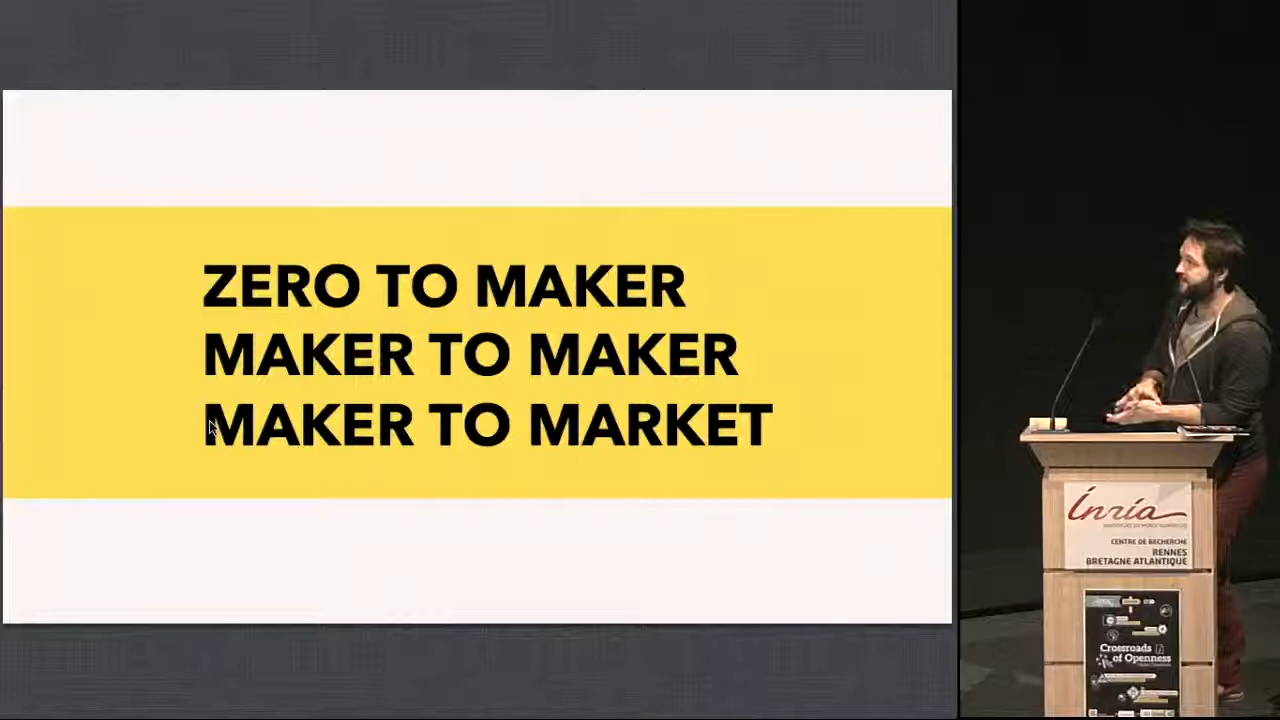 ZERO TO MAKER
MAKER TO MAKER
MAKER TO MARKET
Inria
CENTRE DE RECHERCHE
RENNES
BRETAGNE ATLANTIQUE
Crossroads
of Openness